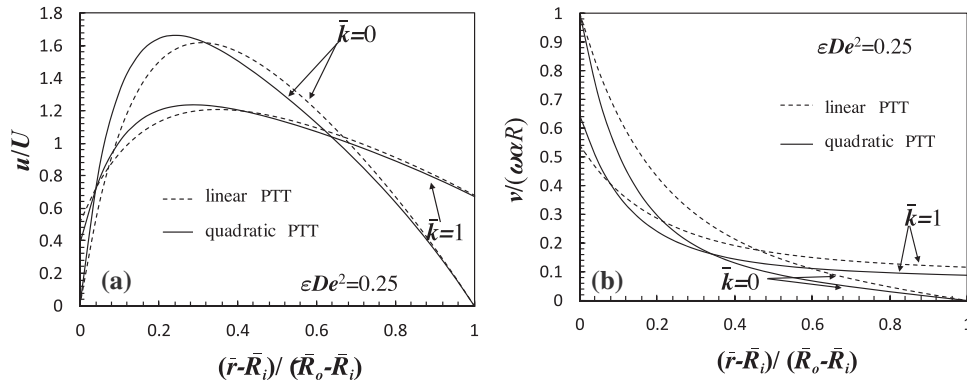 1.8
1.6
1.4
1.2
1
0.8
0.6
0.4
0.2
0
u/U
k̄=0
k̄=1
linear PTT
quadratic PTT
(a)
εDe²=0.25
0 0.2 0.4 0.6 0.8 1
(r̄-R̄ᵢ)/ (R̄ₒ-R̄ᵢ)
1
0.9
0.8
0.7
0.6
0.5
0.4
0.3
0.2
0.1
0
v/(ωαR)
εDe²=0.25
linear PTT
quadratic PTT
k̄=1
k̄=0
(b)
0 0.2 0.4 0.6 0.8 1
(r̄-R̄ᵢ)/ (R̄ₒ-R̄ᵢ)